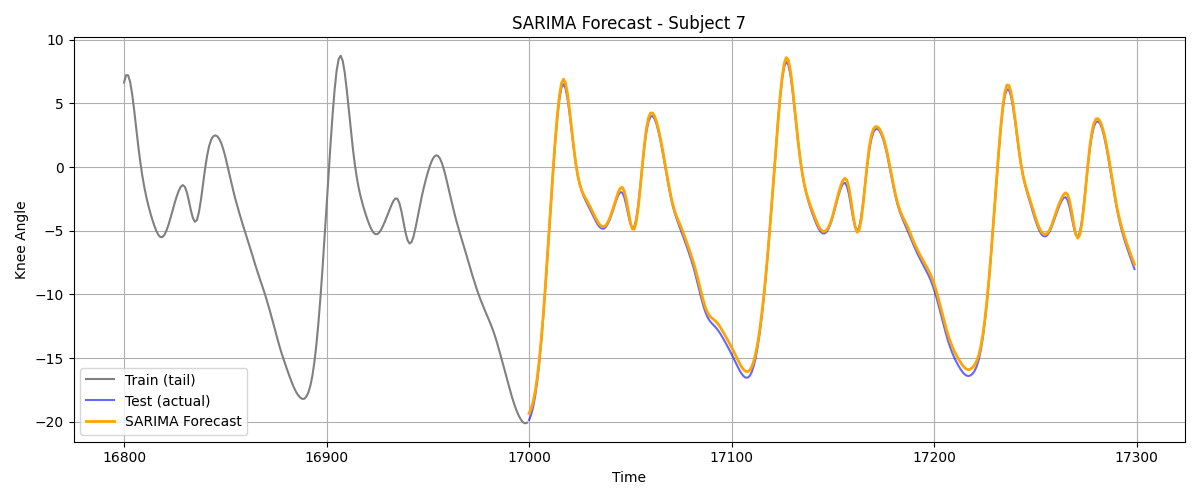 SARIMA Forecast - Subject 7
10
5
0
−5
−10
−15
−20
Knee Angle
Train (tail)
Test (actual)
SARIMA Forecast
16800
16900
17000
17100
17200
17300
Time